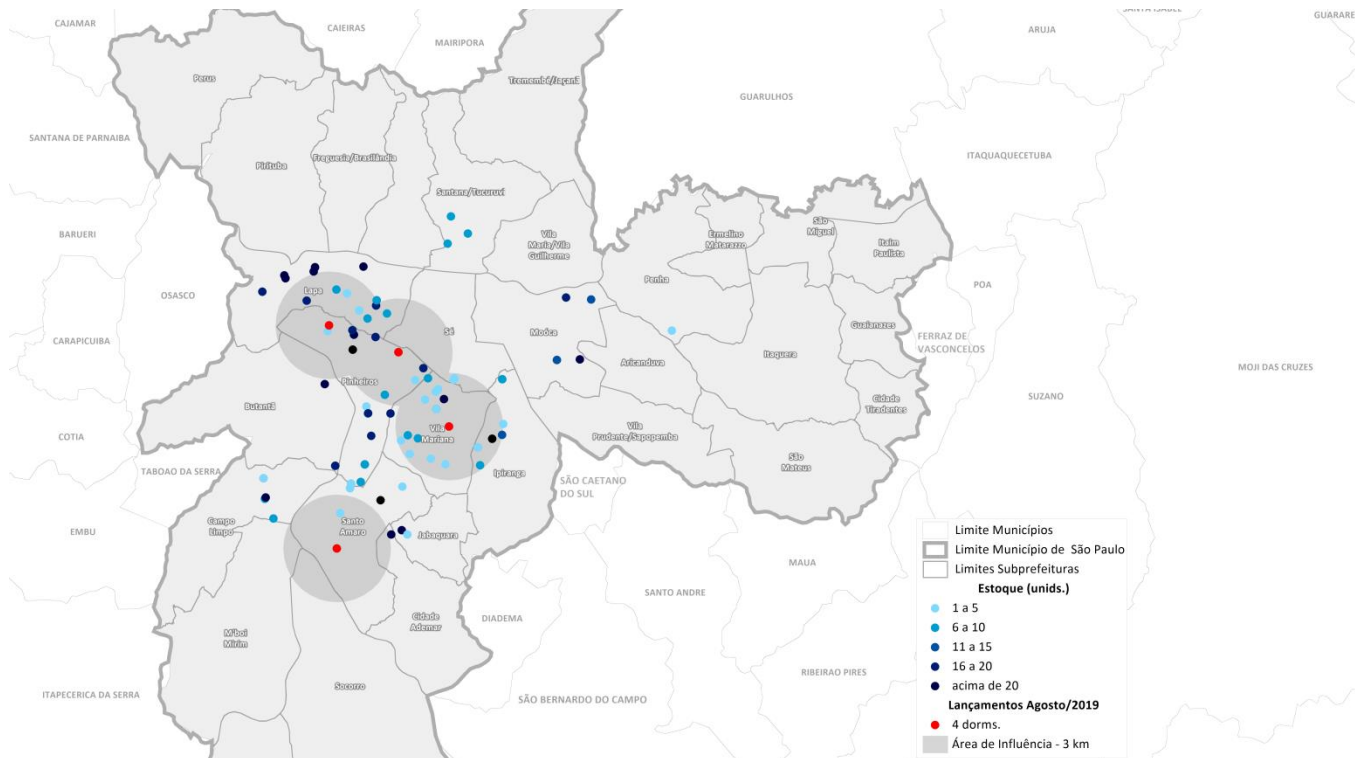 SANTA ISABEL
CAJAMAR
CAIEIRAS
MAIRIPORA
ARUJA
GUARARE
Perus
Tremembé/Jaçanã
GUARULHOS
SANTANA DE PARNAIBA
Pirituba
Freguesia/Brasilândia
ITAQUAQUECETUBA
Santana/Tucuruvi
São
Miguel
BARUERI
Vila
Maria/Vila
Guilherme
Ermelino
Matarazzo
Itaim
Paulista
Penha
POA
OSASCO
Lapa
Guaianazes
Sé
Moóca
FERRAZ DE
VASCONCELOS
CARAPICUIBA
Aricanduva
Itaquera
MOJI DAS CRUZES
Pinheiros
SUZANO
Butantã
Cidade
Tiradentes
COTIA
Vila
Mariana
Vila
Prudente/Sapopemba
São
Mateus
TABOAO DA SERRA
Ipiranga
SÃO CAETANO
DO SUL
Campo
Limpo
Santo
Amaro
Jabaquara
EMBU
MAUA
SANTO ANDRE
Cidade
Ademar
DIADEMA
M'boi
Mirim
RIBEIRAO PIRES
Socorro
ITAPECERICA DA SERRA
SÃO BERNARDO DO CAMPO
Limite Municípios
Limite Município de São Paulo
Limites Subprefeituras
Estoque (unids.)
1 a 5
6 a 10
11 a 15
16 a 20
acima de 20
Lançamentos Agosto/2019
4 dorms.
Área de Influência - 3 km